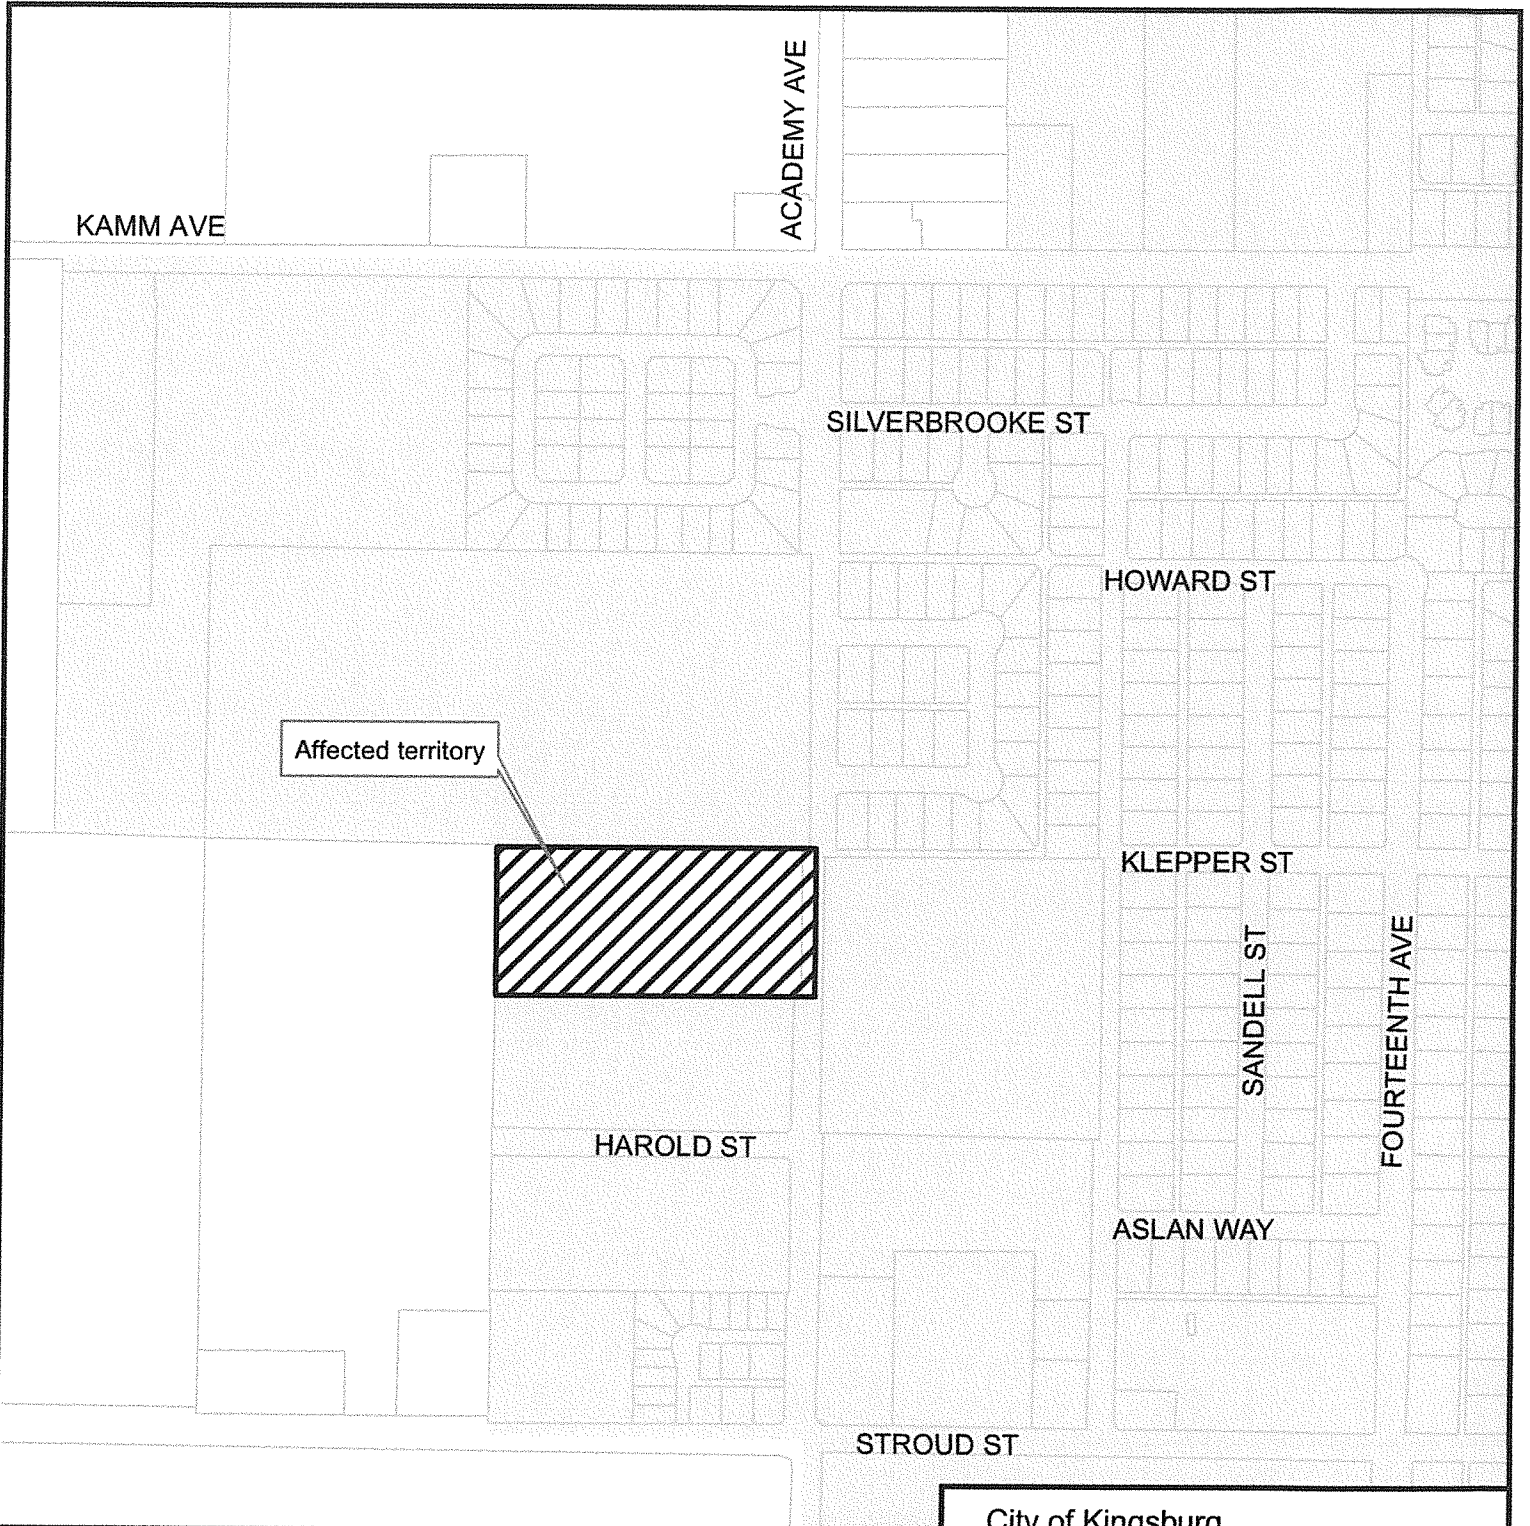 ACADEMY AVE
KAMM AVE
SILVERBROOKE ST
HOWARD ST
Affected territory
KLEPPER ST
SANDELL ST
FOURTEENTH AVE
HAROLD ST
ASLAN WAY
STROUD ST
City of Kingsburg